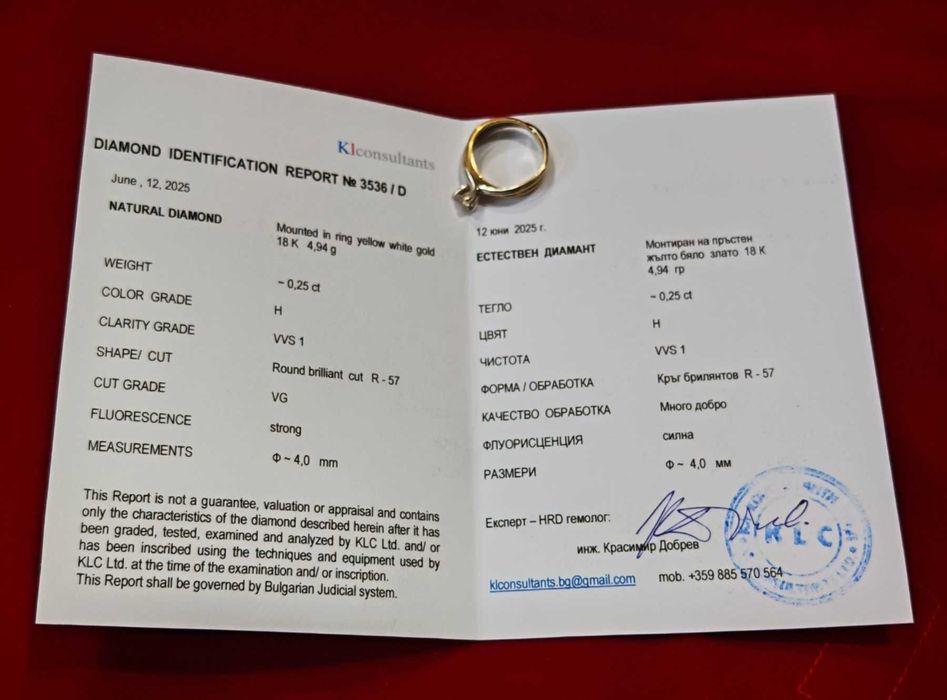 KIconsultants
DIAMOND IDENTIFICATION REPORT № 3536 / D
June , 12, 2025
NATURAL DIAMOND Mounted in ring yellow white gold
18 K 4,94 g
WEIGHT ~ 0,25 ct
COLOR GRADE H
CLARITY GRADE VVS 1
SHAPE/ CUT Round brilliant cut R - 57
CUT GRADE VG
FLUORESCENCE strong
MEASUREMENTS Ф ~ 4,0 mm
This Report is not a guarantee, valuation or appraisal and contains
only the characteristics of the diamond described herein after it has
been graded, tested, examined and analyzed by KLC Ltd. and/ or
has been inscribed using the techniques and equipment used by
KLC Ltd. at the time of the examination and/ or inscription.
This Report shall be governed by Bulgarian Judicial system.
12 юни 2025 г.
ЕСТЕСТВЕН ДИАМАНТ Монтиран на пръстен
жълто бяло злато 18 К
4,94 гр
ТЕГЛО ~ 0,25 ct
ЦВЯТ H
ЧИСТОТА VVS 1
ФОРМА / ОБРАБОТКА Кръг брилянтов R - 57
КАЧЕСТВО ОБРАБОТКА Много добро
ФЛУОРИСЦЕНЦИЯ силна
РАЗМЕРИ Ф ~ 4,0 мм
Експерт – HRD гемолог:
инж. Красимир Добрев
klconsultants.bg@gmail.com mob. +359 885 570 564
K L C